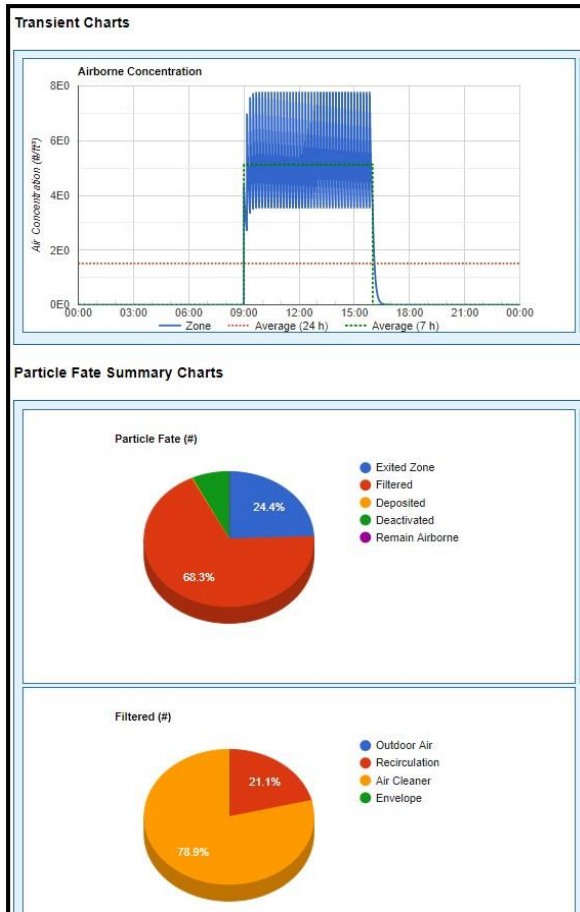 Transient Charts
Airborne Concentration
8E0
6E0
4E0
2E0
0E0
Air Concentration (#/ft³)
00:00 03:00 06:00 09:00 12:00 15:00 18:00 21:00 00:00
Zone Average (24 h) Average (7 h)
Particle Fate Summary Charts
Particle Fate (#)
24.4%
68.3%
Exited Zone
Filtered
Deposited
Deactivated
Remain Airborne
Filtered (#)
21.1%
78.9%
Outdoor Air
Recirculation
Air Cleaner
Envelope